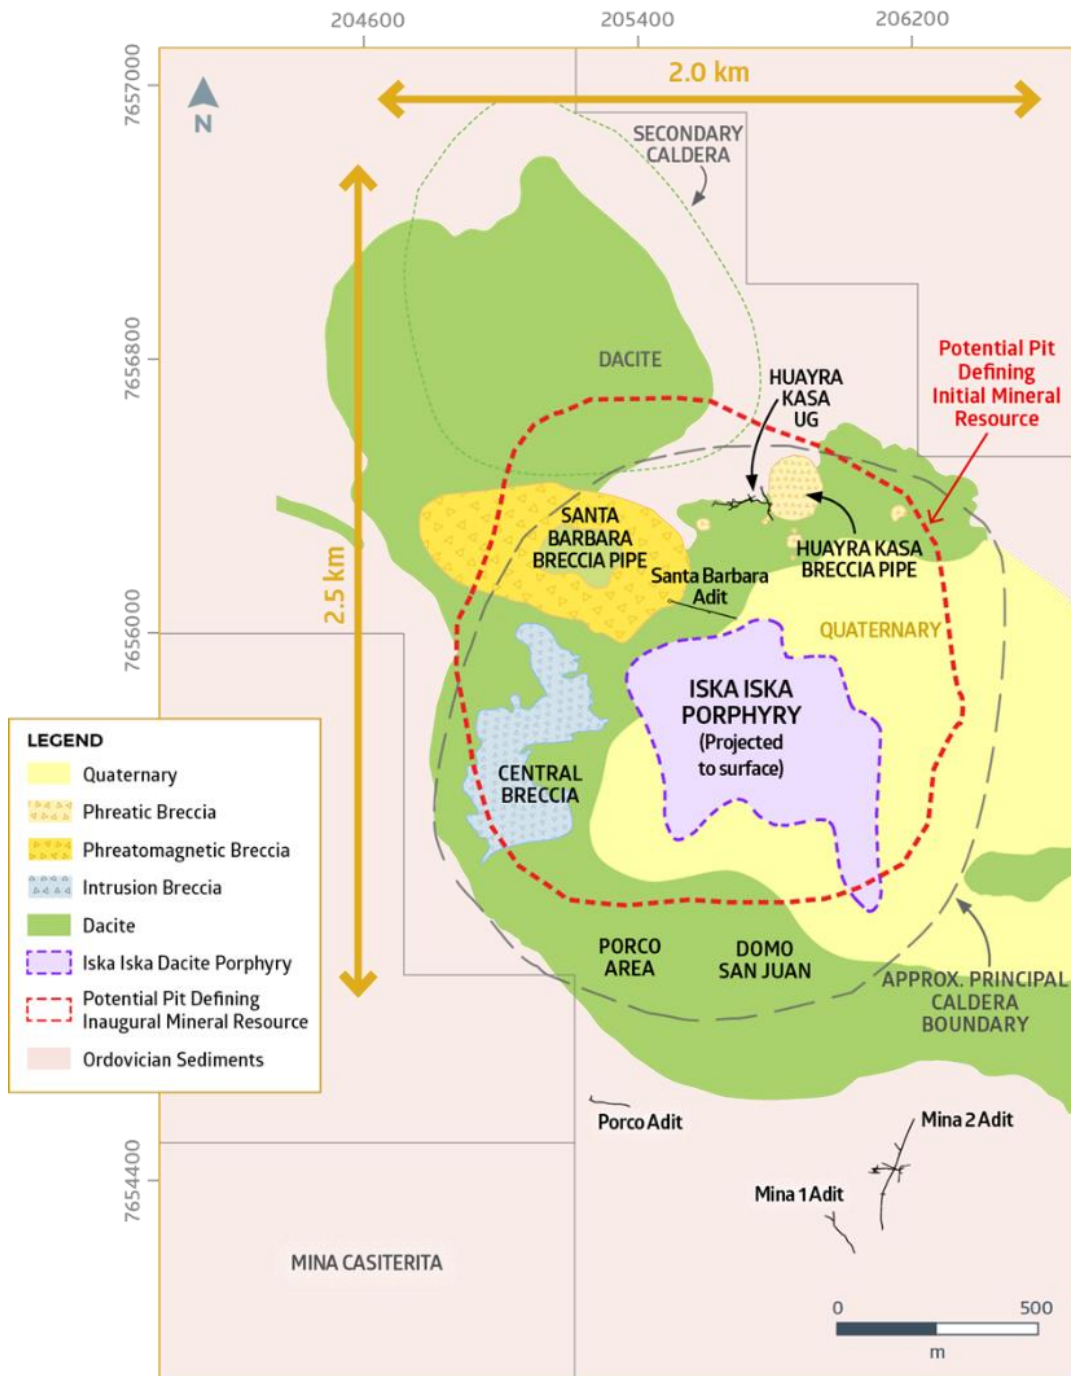 204600
205400
206200
7657000
2.0 km
N
SECONDARY
CALDERA
7656800
DACITE
Potential Pit
Defining
Initial Mineral
Resource
HUAYRA
KASA
UG
SANTA
BARBARA
BRECCIA PIPE
HUAYRA KASA
BRECCIA PIPE
Santa Barbara
Adit
2.5 km
7656000
QUATERNARY
ISKA ISKA
PORPHYRY
(Projected
to surface)
CENTRAL
BRECCIA
LEGEND
Quaternary
Phreatic Breccia
Phreatomagnetic Breccia
Intrusion Breccia
Dacite
Iska Iska Dacite Porphyry
Potential Pit Defining
Inaugural Mineral Resource
Ordovician Sediments
PORCO
AREA
DOMO
SAN JUAN
APPROX. PRINCIPAL
CALDERA
BOUNDARY
Porco Adit
Mina 2 Adit
7654400
Mina 1 Adit
MINA CASITERITA
0
500
m